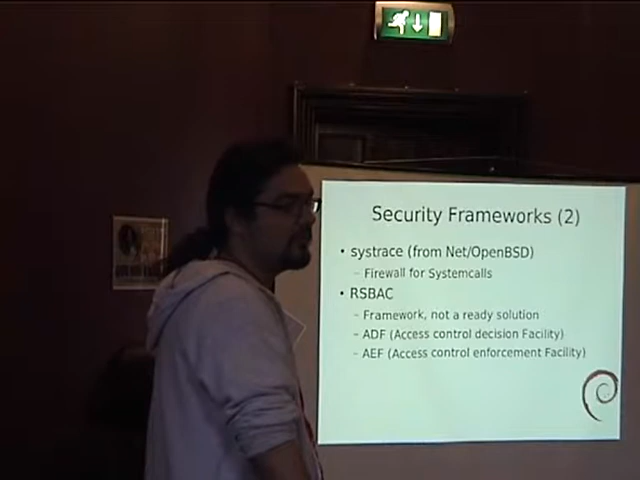 Security Frameworks (2)
• systrace (from Net/OpenBSD)
– Firewall for Systemcalls
• RSBAC
– Framework, not a ready solution
– ADF (Access control decision Facility)
– AEF (Access control enforcement Facility)